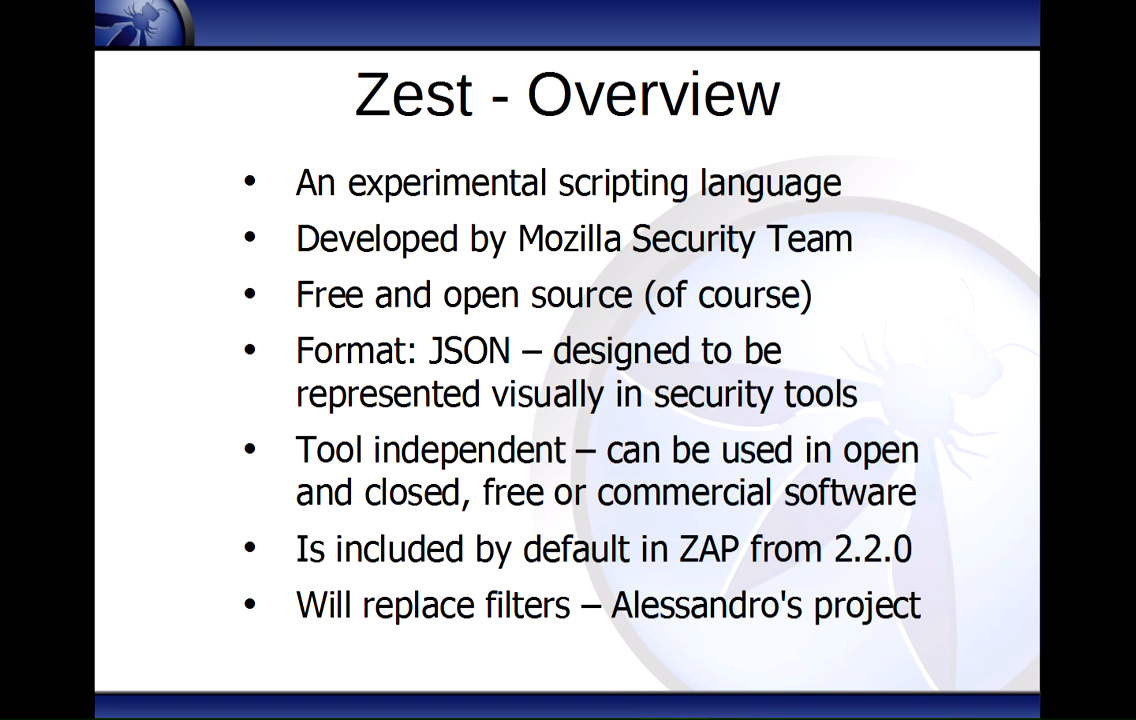 Zest - Overview
• An experimental scripting language
• Developed by Mozilla Security Team
• Free and open source (of course)
• Format: JSON – designed to be
represented visually in security tools
• Tool independent – can be used in open
and closed, free or commercial software
• Is included by default in ZAP from 2.2.0
• Will replace filters – Alessandro's project